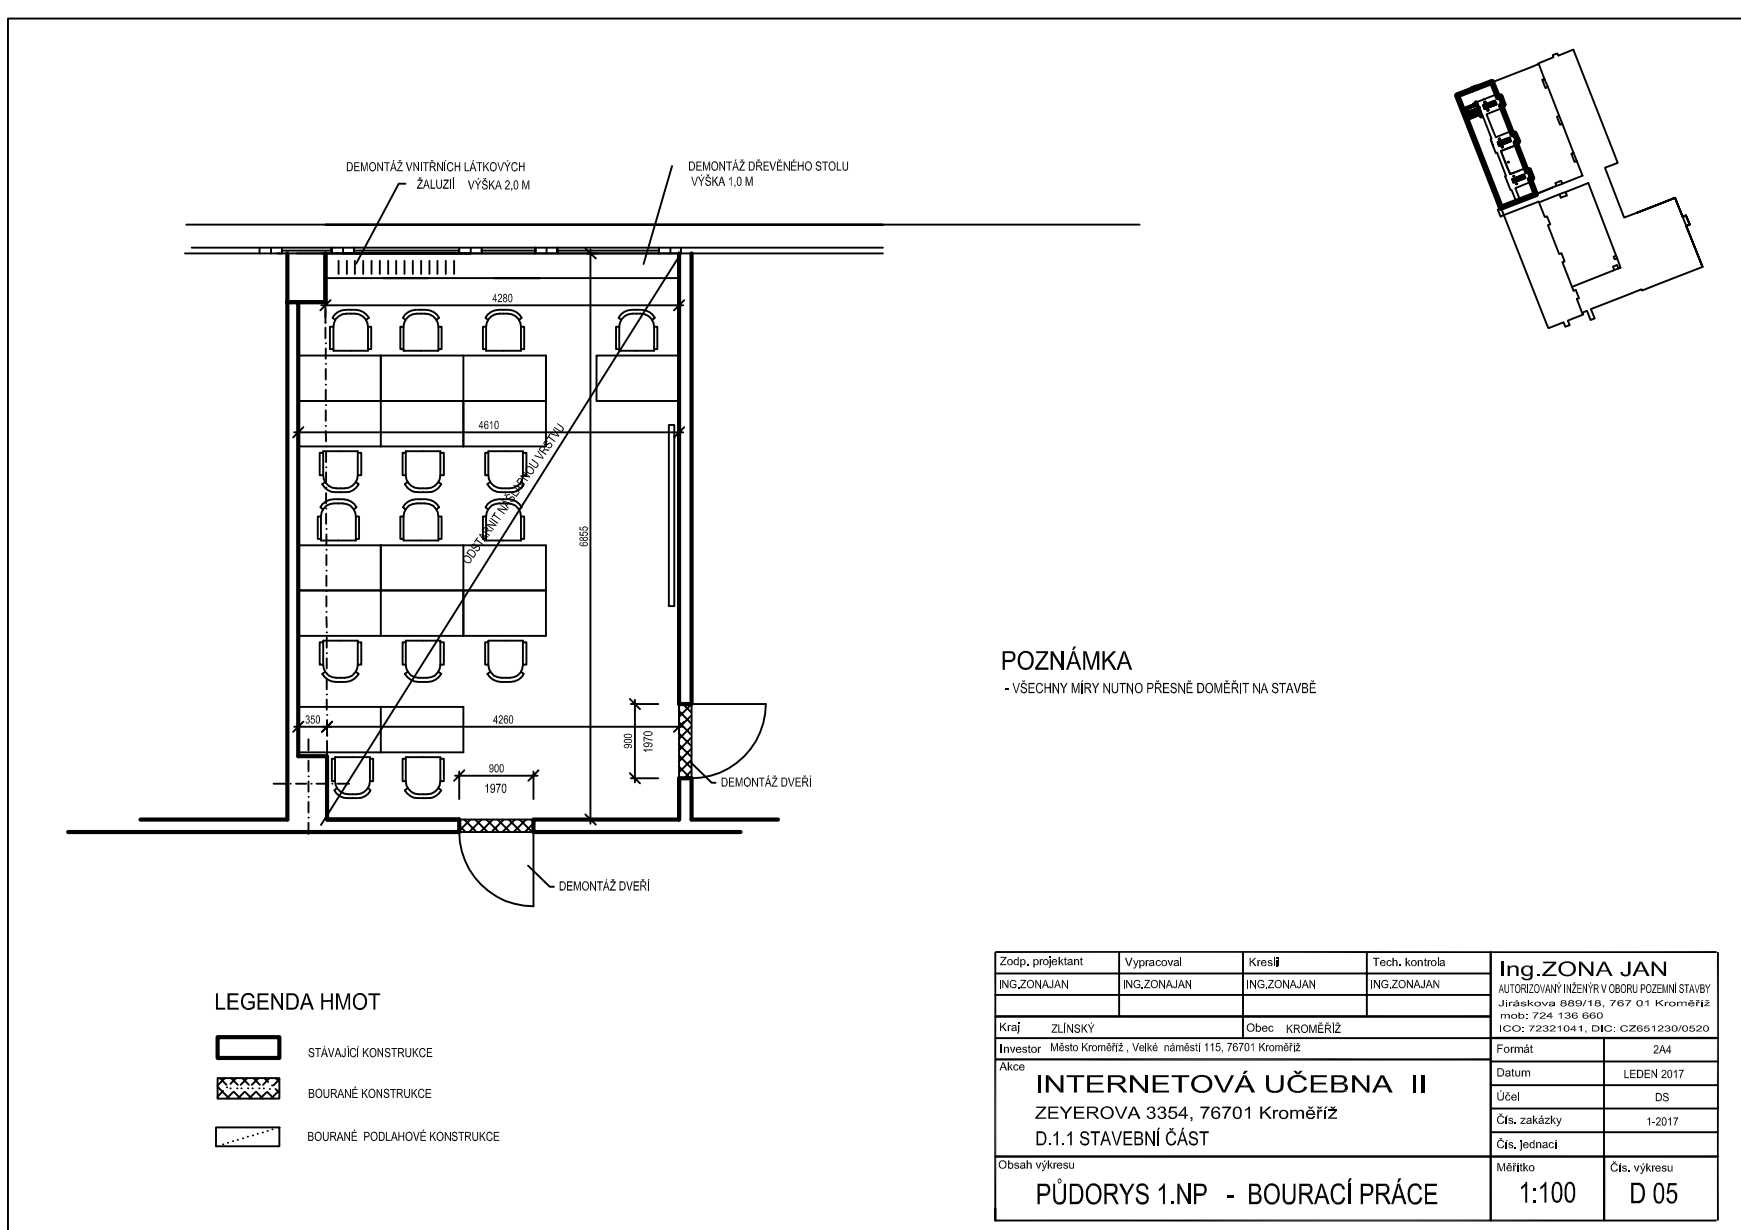 DEMONTÁŽ VNITŘNÍCH LÁTKOVÝCH
ŽALUZIÍ VÝŠKA 2,0 M
DEMONTÁŽ DŘEVĚNÉHO STOLU
VÝŠKA 1,0 M
4280
4610
ODSTARNIT NAŠLAPNOU VRSTVU
6855
350
4260
900
1970
900
1970
DEMONTÁŽ DVEŘÍ
DEMONTÁŽ DVEŘÍ
POZNÁMKA
- VŠECHNY MÍRY NUTNO PŘESNĚ DOMĚŘIT NA STAVBĚ
LEGENDA HMOT
STÁVAJÍCÍ KONSTRUKCE
BOURANÉ KONSTRUKCE
BOURANÉ PODLAHOVÉ KONSTRUKCE
Zodp. projektant Vypracoval Kreslil Tech. kontrola
ING.ZONAJAN ING.ZONAJAN ING.ZONAJAN ING.ZONAJAN
Kraj ZLÍNSKÝ Obec KROMĚŘÍŽ
Investor Město Kroměříž , Velké náměstí 115, 76701 Kroměříž
Akce
INTERNETOVÁ UČEBNA II
ZEYEROVA 3354, 76701 Kroměříž
D.1.1 STAVEBNÍ ČÁST
Obsah výkresu
PŮDORYS 1.NP - BOURACÍ PRÁCE
Ing.ZONA JAN
AUTORIZOVANÝ INŽENÝR V OBORU POZEMNÍ STAVBY
Jiráskova 889/18, 767 01 Kroměříž
mob: 724 136 660
ICO: 72321041, DIC: CZ651230/0520
Formát 2A4
Datum LEDEN 2017
Účel DS
Čís. zakázky 1-2017
Čís. jednací
Měřítko Čís. výkresu
1:100 D 05